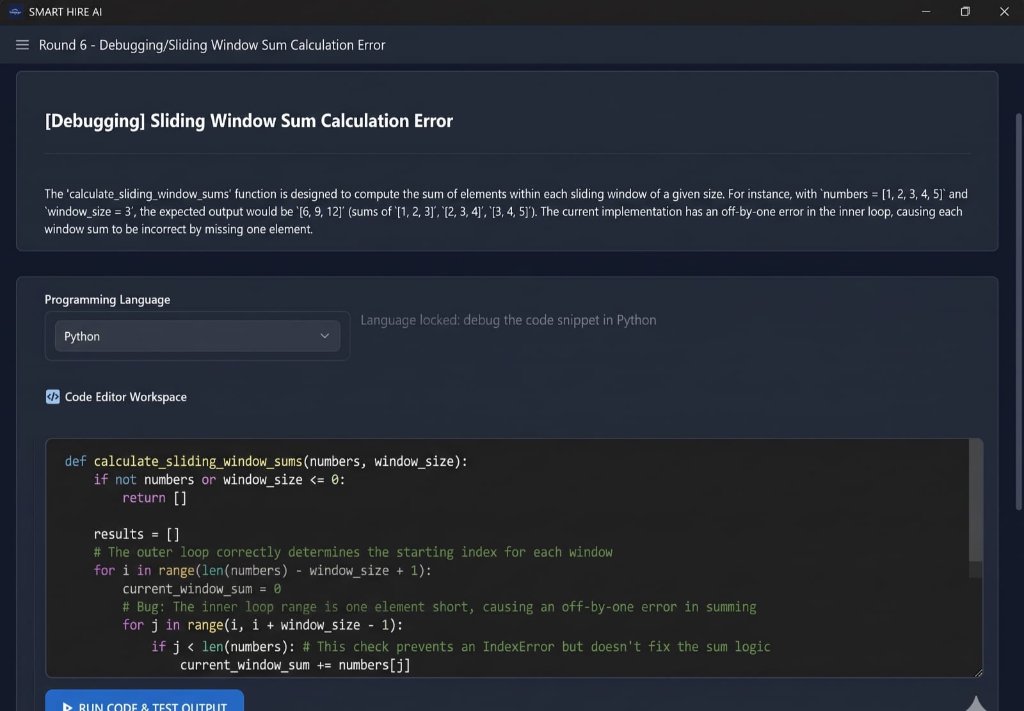 SMART HIRE AI
Round 6 - Debugging/Sliding Window Sum Calculation Error
[Debugging] Sliding Window Sum Calculation Error
The 'calculate_sliding_window_sums' function is designed to compute the sum of elements within each sliding window of a given size. For instance, with `numbers = [1, 2, 3, 4, 5]` and
`window_size = 3`, the expected output would be `[6, 9, 12]` (sums of `[1, 2, 3]`, `[2, 3, 4]`, `[3, 4, 5]`). The current implementation has an off-by-one error in the inner loop, causing each
window sum to be incorrect by missing one element.
Programming Language
Python
Language locked: debug the code snippet in Python
</> Code Editor Workspace
def calculate_sliding_window_sums(numbers, window_size):
    if not numbers or window_size <= 0:
        return []
    results = []
    # The outer loop correctly determines the starting index for each window
    for i in range(len(numbers) - window_size + 1):
        current_window_sum = 0
        # Bug: The inner loop range is one element short, causing an off-by-one error in summing
        for j in range(i, i + window_size - 1):
            if j < len(numbers): # This check prevents an IndexError but doesn't fix the sum logic
                current_window_sum += numbers[j]
RUN CODE & TEST OUTPUT